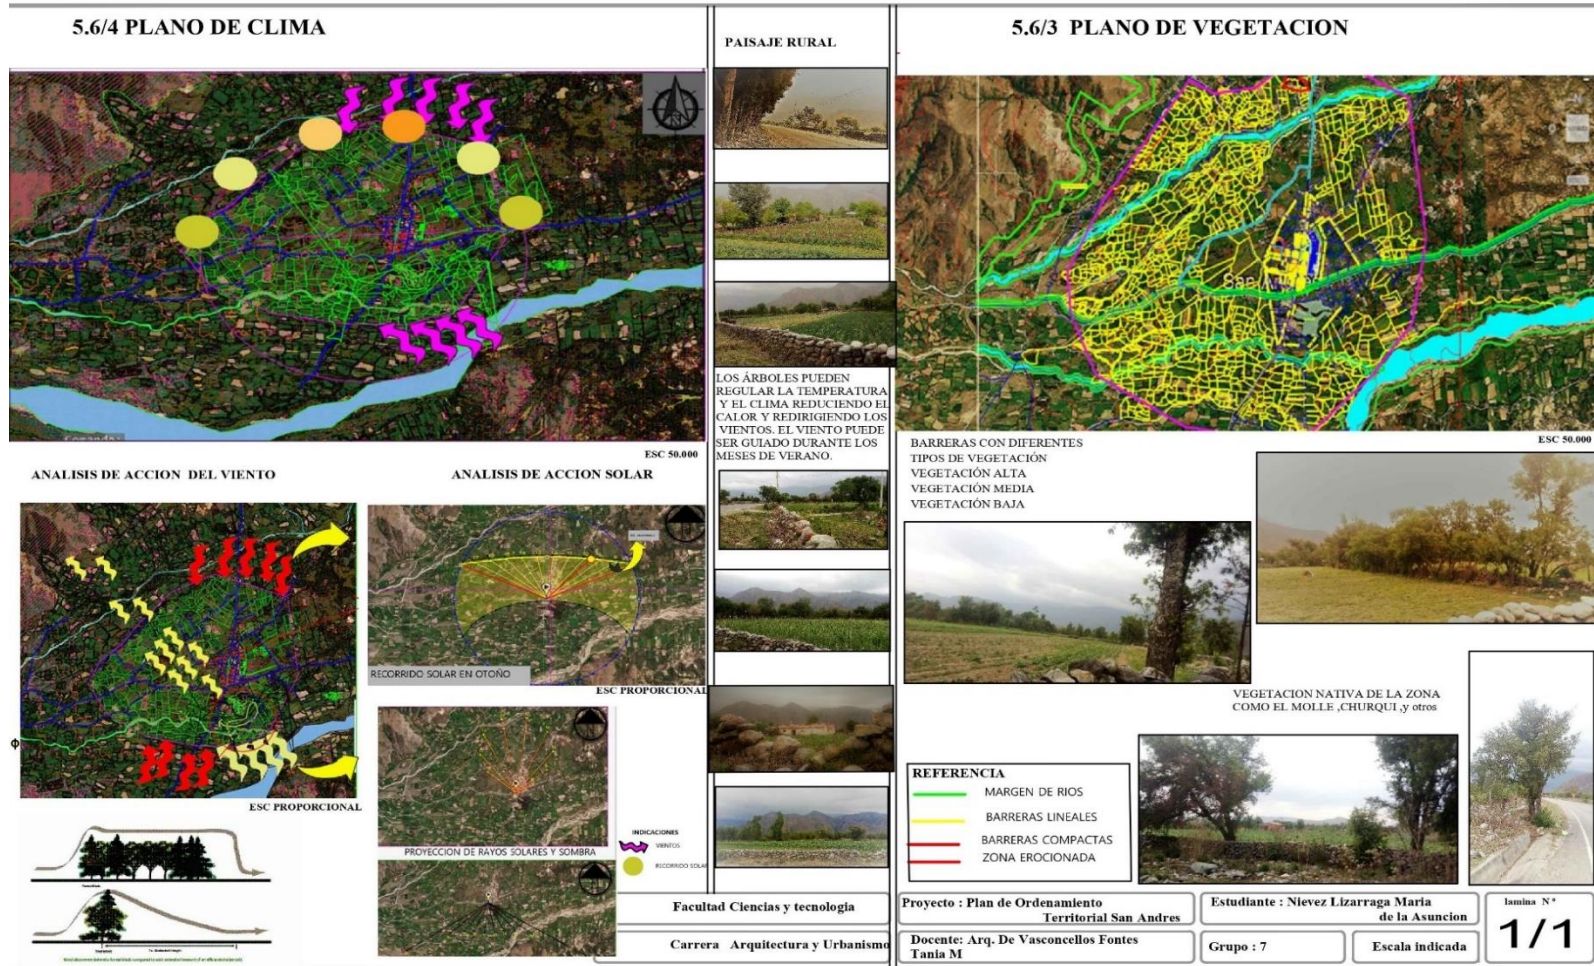 5.6/4 PLANO DE CLIMA
ESC 50.000
ANALISIS DE ACCION DEL VIENTO
ESC PROPORCIONAL
ANALISIS DE ACCION SOLAR
RECORRIDO SOLAR EN OTOÑO
ESC PROPORCIONAL
PROYECCION DE RAYOS SOLARES Y SOMBRA
INDICACIONES
VIENTOS
RECORRIDO SOLAR
PAISAJE RURAL
LOS ÁRBOLES PUEDEN
REGULAR LA TEMPERATURA
Y EL CLIMA REDUCIENDO EL
CALOR Y REDIRIGIENDO LOS
VIENTOS. EL VIENTO PUEDE
SER GUIADO DURANTE LOS
MESES DE VERANO.
5.6/3 PLANO DE VEGETACION
San
ESC 50.000
BARRERAS CON DIFERENTES
TIPOS DE VEGETACIÓN
VEGETACIÓN ALTA
VEGETACIÓN MEDIA
VEGETACIÓN BAJA
VEGETACION NATIVA DE LA ZONA
COMO EL MOLLE ,CHURQUI ,y otros
REFERENCIA
MARGEN DE RIOS
BARRERAS LINEALES
BARRERAS COMPACTAS
ZONA EROCIONADA
Facultad Ciencias y tecnologia
Carrera Arquitectura y Urbanismo
Proyecto : Plan de Ordenamiento
Territorial San Andres
Docente: Arq. De Vasconcellos Fontes
Tania M
Estudiante : Nievez Lizarraga Maria
de la Asuncion
Grupo : 7
Escala indicada
lamina N°
1/1